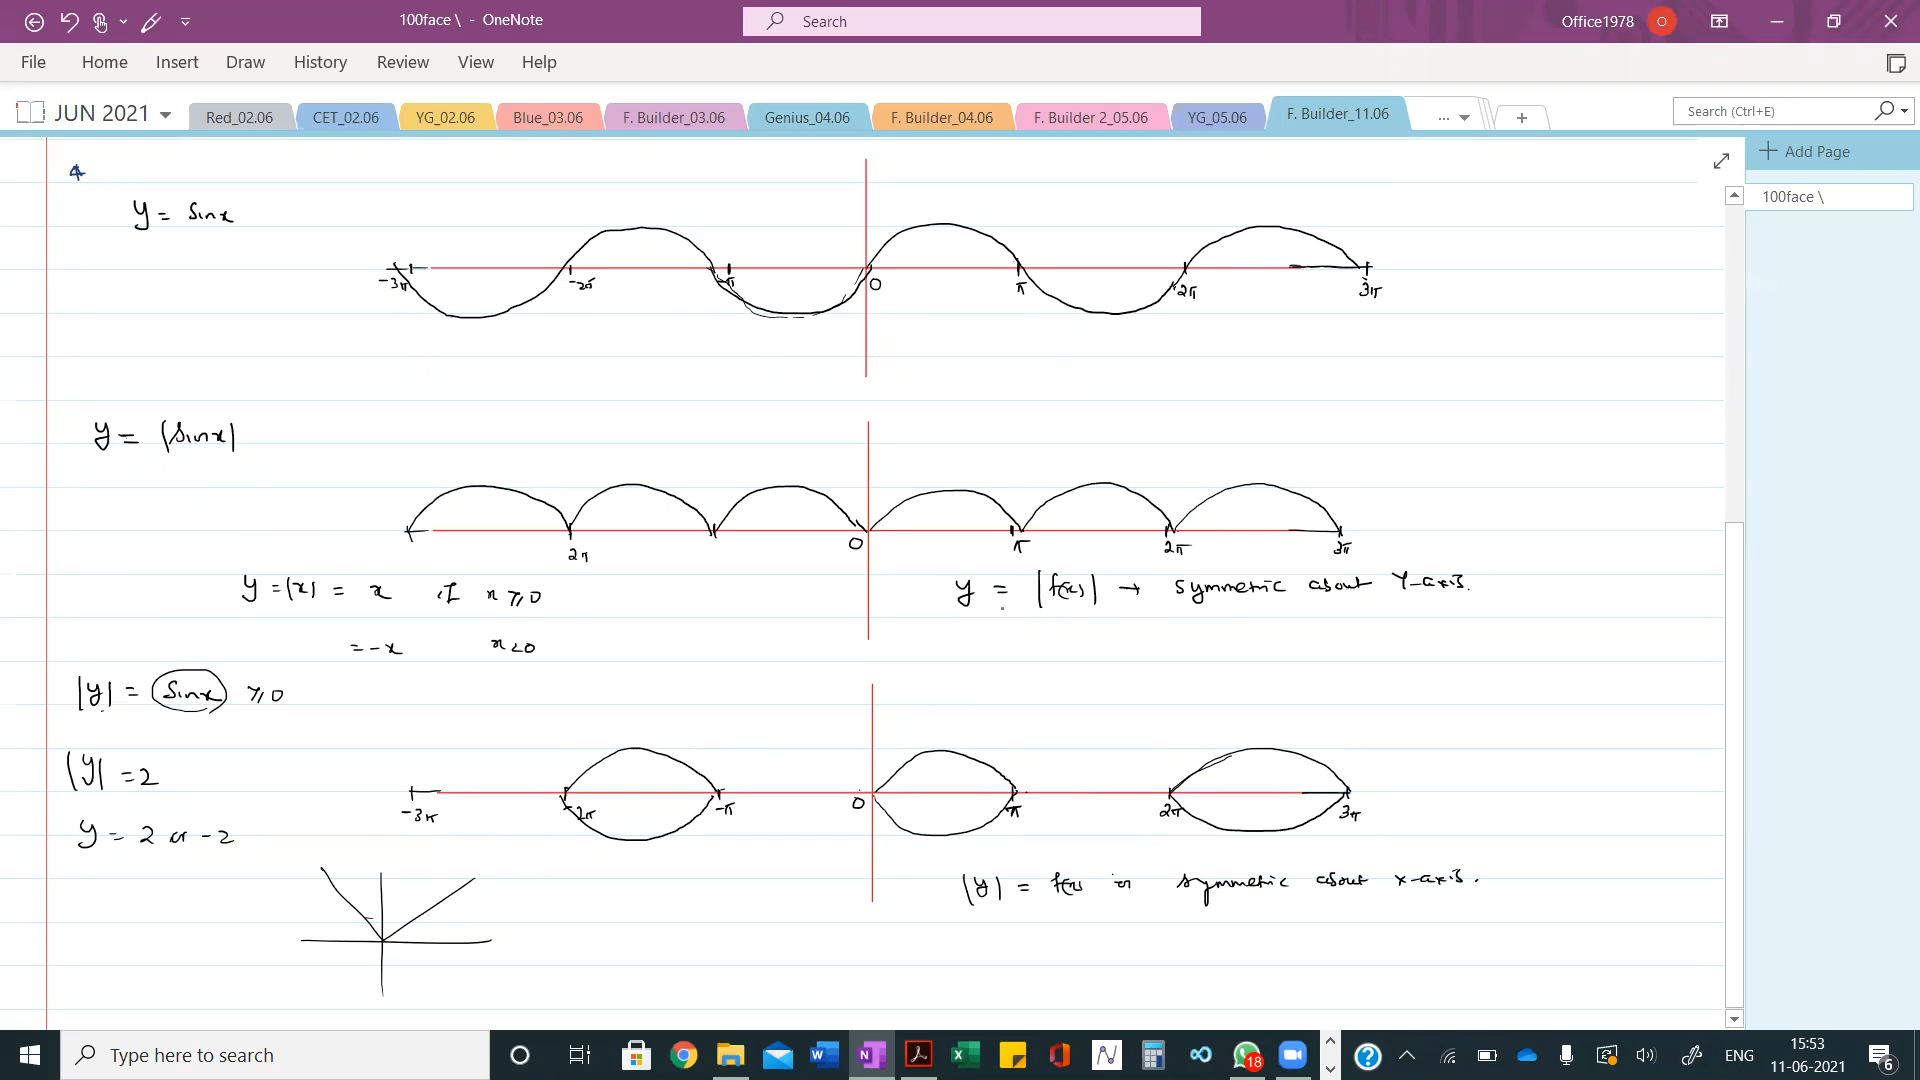 100face \ - OneNote
Search
Office1978
O
File Home Insert Draw History Review View Help
JUN 2021
Red_02.06 CET_02.06 YG_02.06 Blue_03.06 F. Builder_03.06 Genius_04.06 F. Builder_04.06 F. Builder 2_05.06 YG_05.06 F. Builder_11.06 ... +
Search (Ctrl+E)
Add Page
100face \
4
y = sinx
-3π -2π -π 0 π 2π 3π
y = |sinx|
2π 0 π 2π 3π
y = |x| = x if x ≥ 0
= -x x < 0
y = |f(x)| → symmetric about Y-axis.
|y| = sinx ≥ 0
|y| = 2
y = 2 or -2
-3π -2π -π 0 π 2π 3π
|y| = f(x) is symmetric about x-axis.
Type here to search
18
ENG
15:53
11-06-2021
6